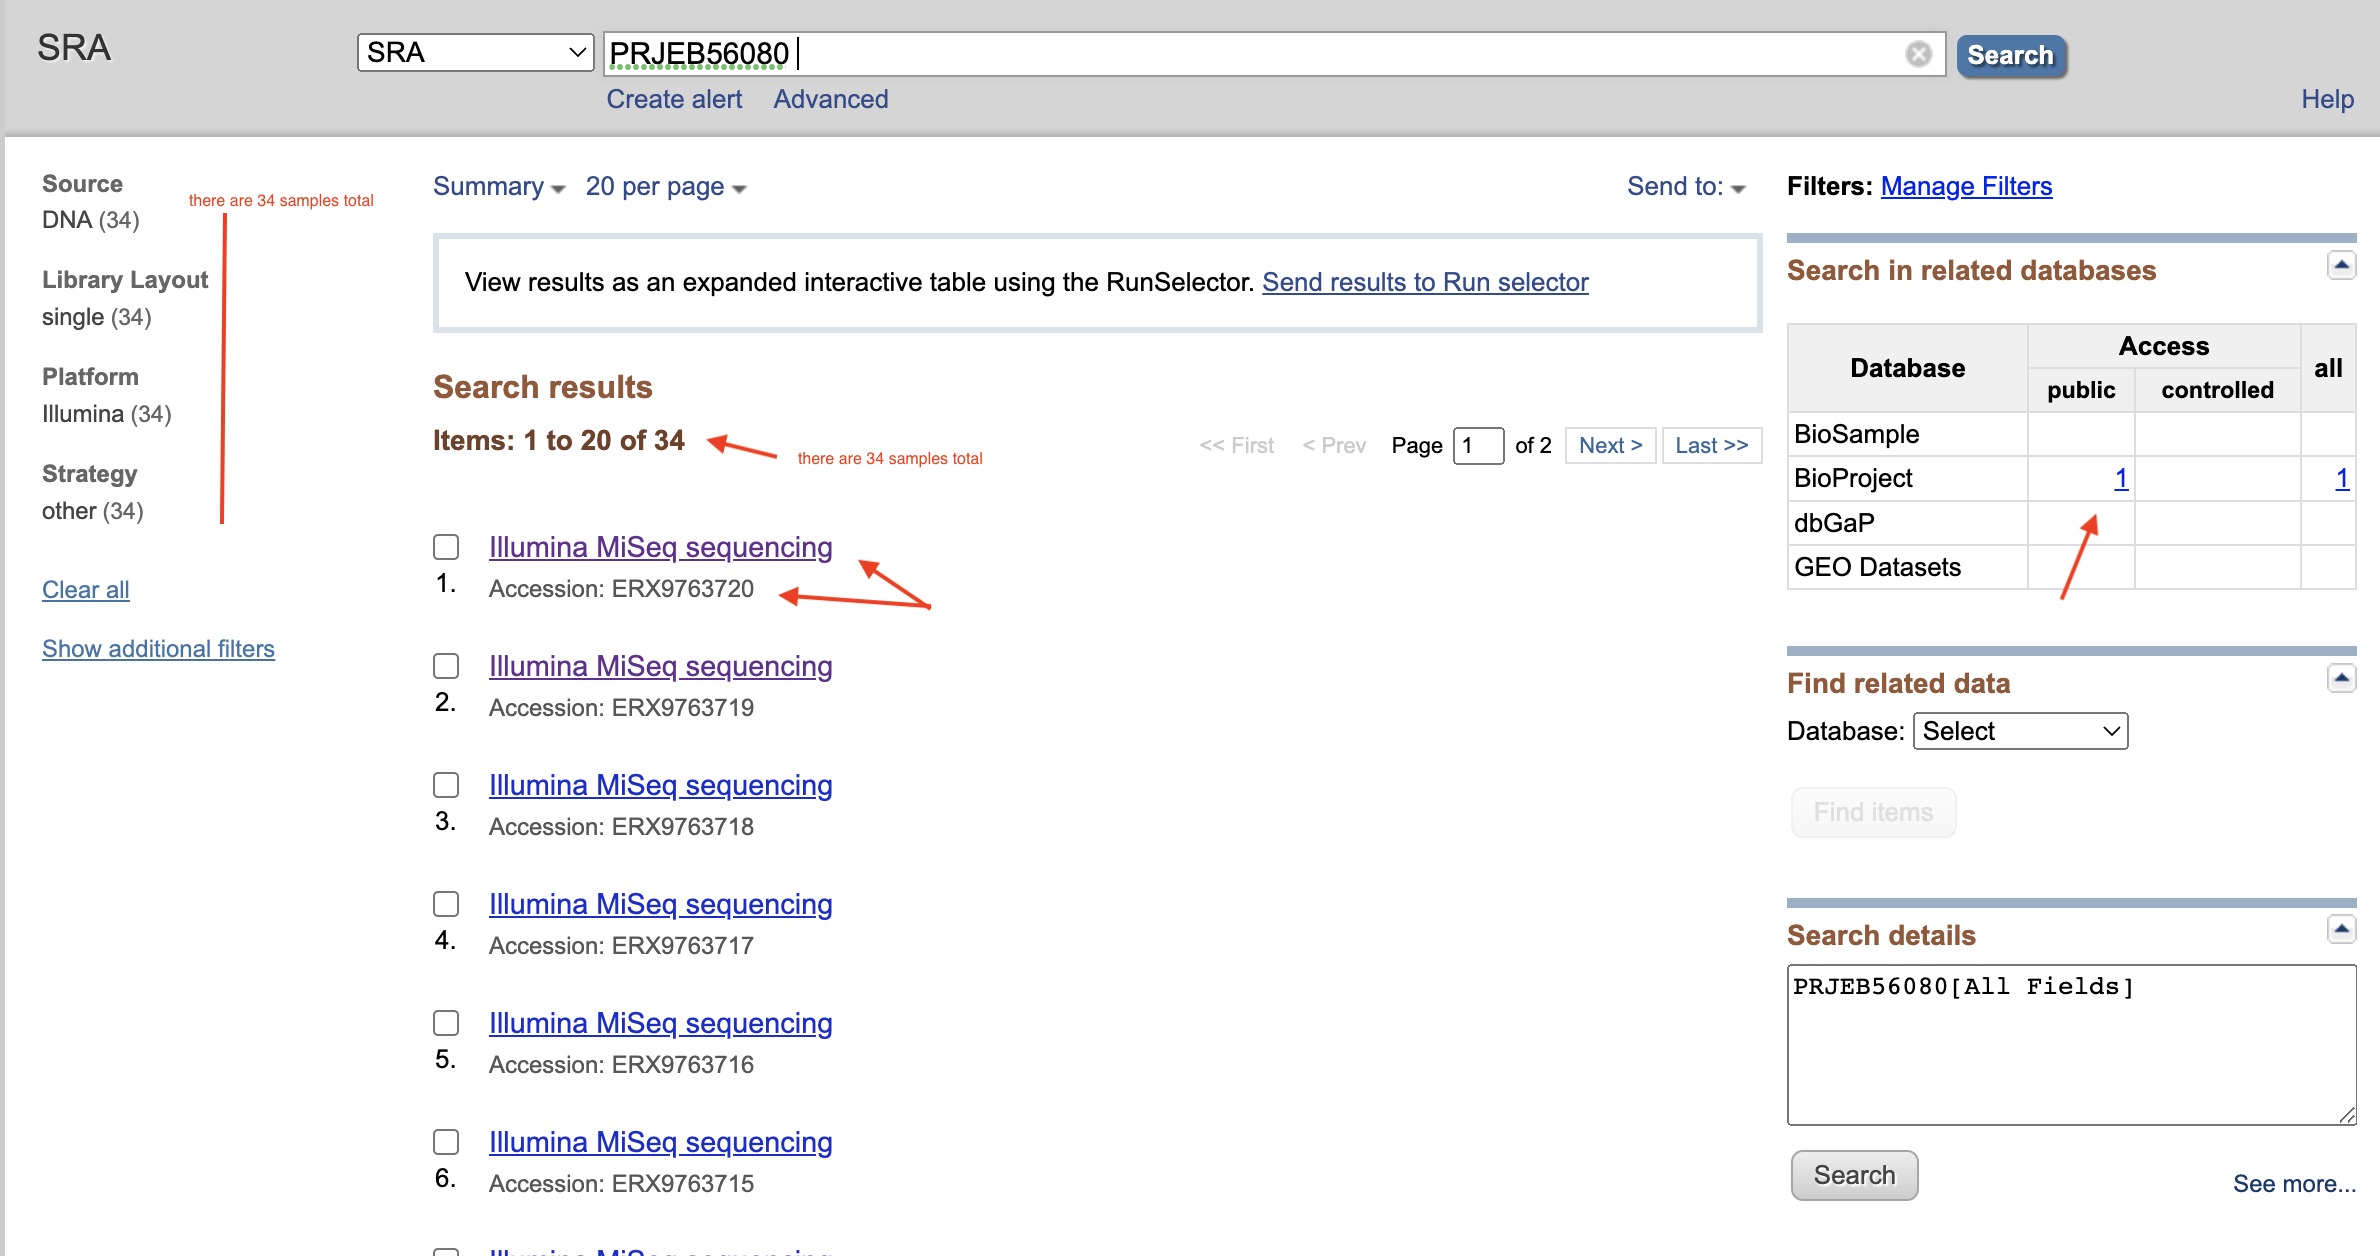 SRA
SRA
PRJEB56080
Search
Create alert
Advanced
Help
Source
DNA (34)
there are 34 samples total
Library Layout
single (34)
Platform
Illumina (34)
Strategy
other (34)
Clear all
Show additional filters
Summary
20 per page
Send to:
View results as an expanded interactive table using the RunSelector. Send results to Run selector
Search results
Items: 1 to 20 of 34
there are 34 samples total
<< First
< Prev
Page 1 of 2
Next >
Last >>
Illumina MiSeq sequencing
1. Accession: ERX9763720
Illumina MiSeq sequencing
2. Accession: ERX9763719
Illumina MiSeq sequencing
3. Accession: ERX9763718
Illumina MiSeq sequencing
4. Accession: ERX9763717
Illumina MiSeq sequencing
5. Accession: ERX9763716
Illumina MiSeq sequencing
6. Accession: ERX9763715
Illumina MiSeq sequencing
Filters: Manage Filters
Search in related databases
Database
Access
all
public
controlled
BioSample
BioProject 1 1
dbGaP
GEO Datasets
Find related data
Database: Select
Find items
Search details
PRJEB56080[All Fields]
Search
See more...